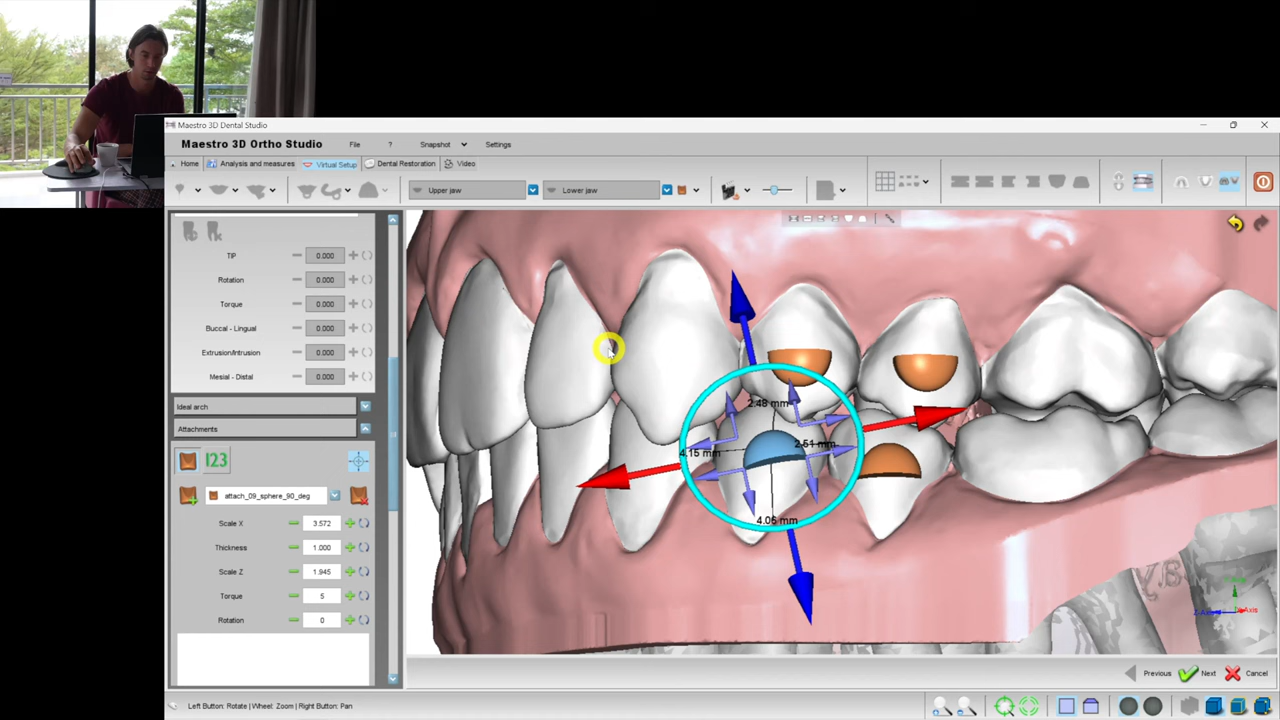 Maestro 3D Dental Studio
Maestro 3D Ortho Studio
File
?
Snapshot
Settings
Home
Analysis and measures
Virtual Setup
Dental Restoration
Video
Upper jaw
Lower jaw
TIP 0.000
Rotation 0.000
Torque 0.000
Buccal - Lingual 0.000
Extrusion/Intrusion 0.000
Mesial - Distal 0.000
Ideal arch
Attachments
123
attach_09_sphere_90_deg
Scale X 3.572
Thickness 1.000
Scale Z 1.945
Torque 5
Rotation 0
2.48 mm
2.51 mm
4.15 mm
4.06 mm
Previous
Next
Cancel
Left Button: Rotate | Wheel: Zoom | Right Button: Pan